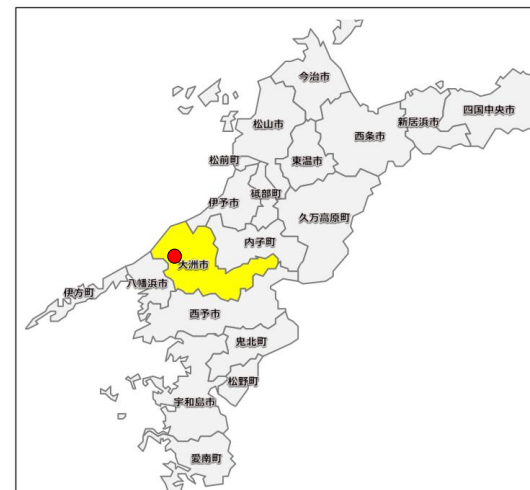 今治市
四国中央市
新居浜市
松山市
西条市
松前町
東温市
砥部町
伊予市
久万高原町
内子町
大洲市
八幡浜市
伊方町
西予市
鬼北町
松野町
宇和島市
愛南町